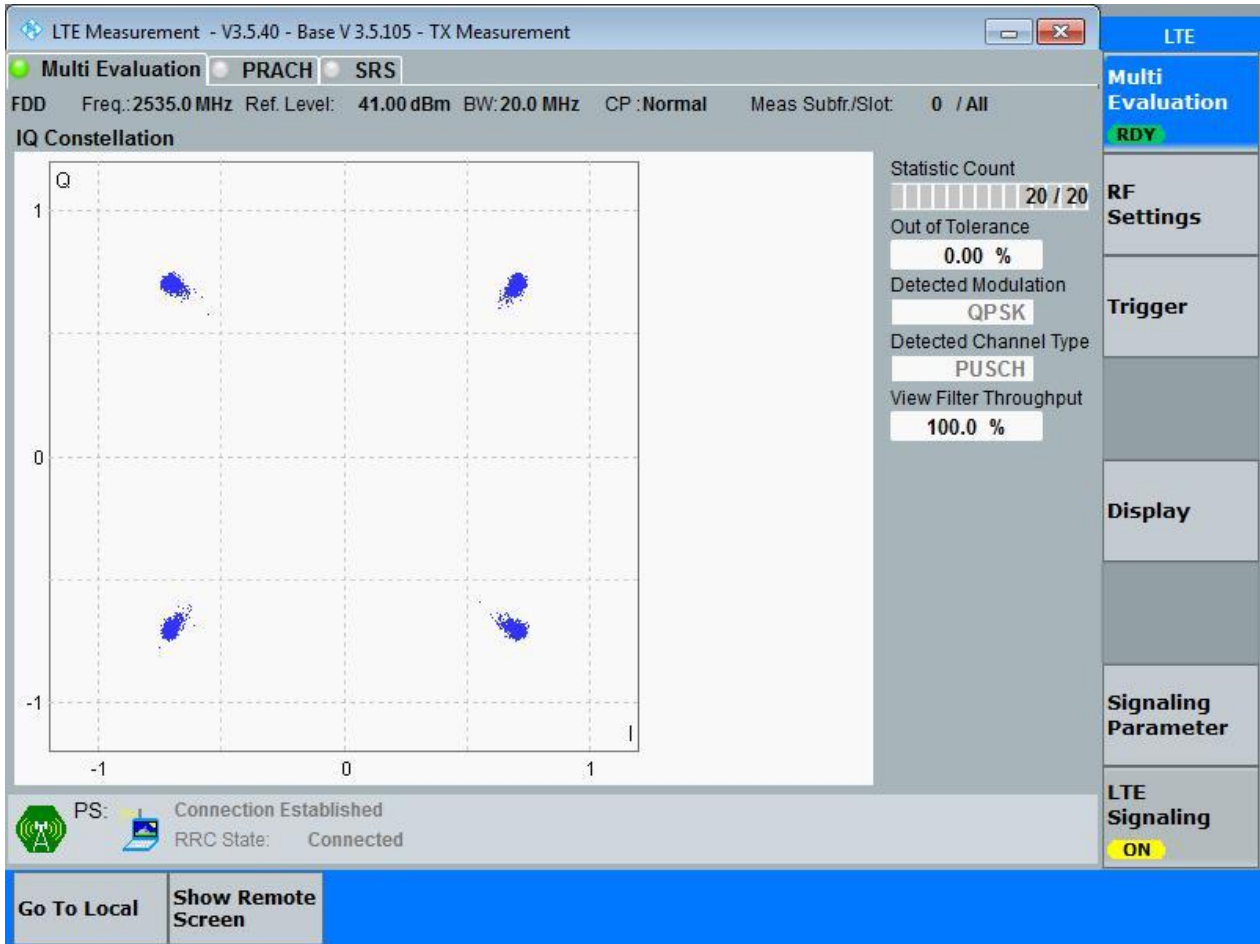 LTE Measurement - V3.5.40 - Base V 3.5.105 - TX Measurement
LTE
Multi Evaluation PRACH SRS
FDD Freq.: 2535.0 MHz Ref. Level: 41.00 dBm BW: 20.0 MHz CP : Normal Meas Subfr./Slot: 0 / All
IQ Constellation
Q
1
0
-1
I
-1 0 1
Statistic Count
20 / 20
Out of Tolerance
0.00 %
Detected Modulation
QPSK
Detected Channel Type
PUSCH
View Filter Throughput
100.0 %
Multi
Evaluation
RDY
RF
Settings
Trigger
Display
Signaling
Parameter
LTE
Signaling
ON
PS: Connection Established
RRC State: Connected
Go To Local
Show Remote
Screen